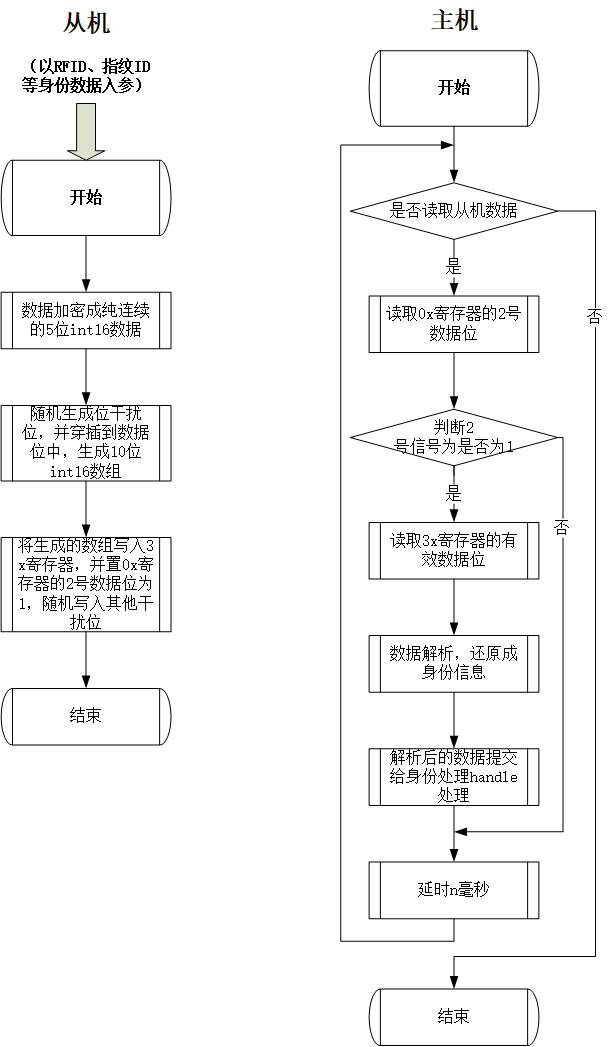 从机
（以RFID、指纹ID
等身份数据入参）
开始
数据加密成纯连续
的5位int16数据
随机生成位干扰
位，并穿插到数据
位中，生成10位
int16数组
将生成的数组写入3
x寄存器，并置0x寄
存器的2号数据位为
1，随机写入其他干
扰位
结束
主机
开始
是否读取从机数据
是
否
读取0x寄存器的2号
数据位
判断2
号信号为是否为1
是
否
读取3x寄存器的有
效数据位
数据解析，还原成
身份信息
解析后的数据提交
给身份处理handle
处理
延时n毫秒
结束